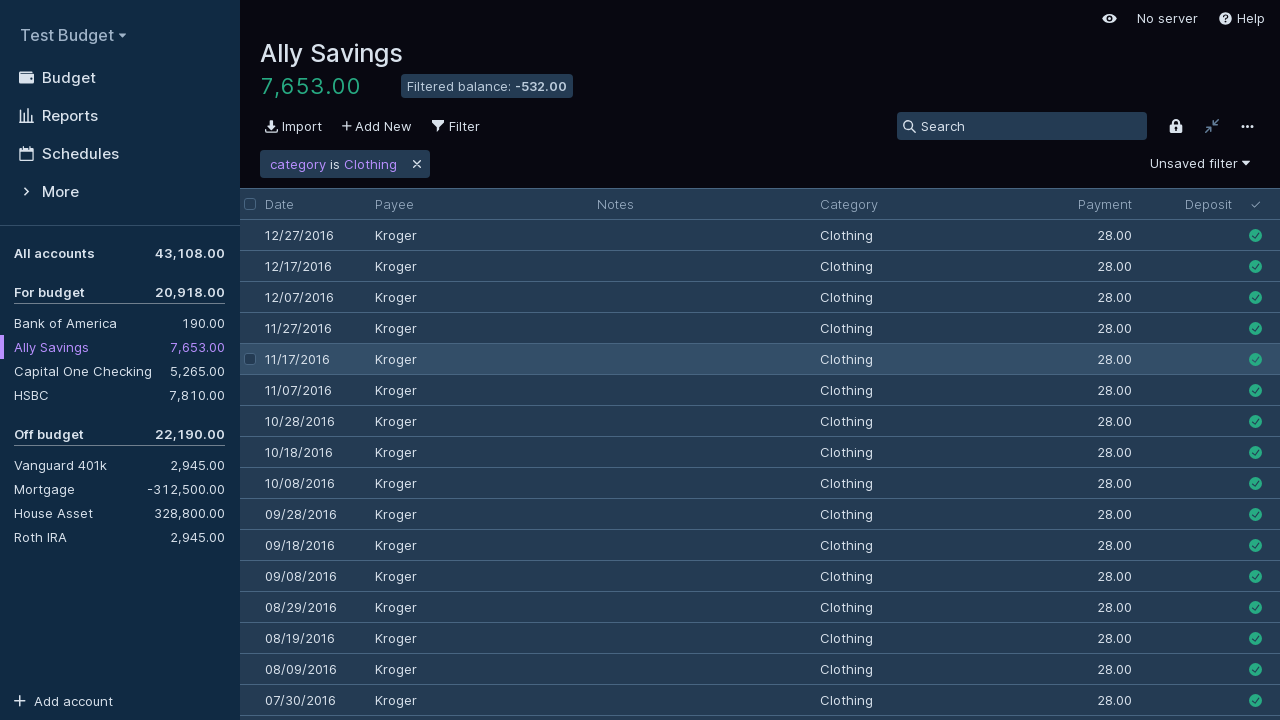 Test Budget
Budget
Reports
Schedules
More
All accounts 43,108.00
For budget 20,918.00
Bank of America 190.00
Ally Savings 7,653.00
Capital One Checking 5,265.00
HSBC 7,810.00
Off budget 22,190.00
Vanguard 401k 2,945.00
Mortgage -312,500.00
House Asset 328,800.00
Roth IRA 2,945.00
Add account
No server Help
Ally Savings
7,653.00 Filtered balance: -532.00
Import Add New Filter Search
category is Clothing Unsaved filter
Date Payee Notes Category Payment Deposit
12/27/2016 Kroger Clothing 28.00
12/17/2016 Kroger Clothing 28.00
12/07/2016 Kroger Clothing 28.00
11/27/2016 Kroger Clothing 28.00
11/17/2016 Kroger Clothing 28.00
11/07/2016 Kroger Clothing 28.00
10/28/2016 Kroger Clothing 28.00
10/18/2016 Kroger Clothing 28.00
10/08/2016 Kroger Clothing 28.00
09/28/2016 Kroger Clothing 28.00
09/18/2016 Kroger Clothing 28.00
09/08/2016 Kroger Clothing 28.00
08/29/2016 Kroger Clothing 28.00
08/19/2016 Kroger Clothing 28.00
08/09/2016 Kroger Clothing 28.00
07/30/2016 Kroger Clothing 28.00